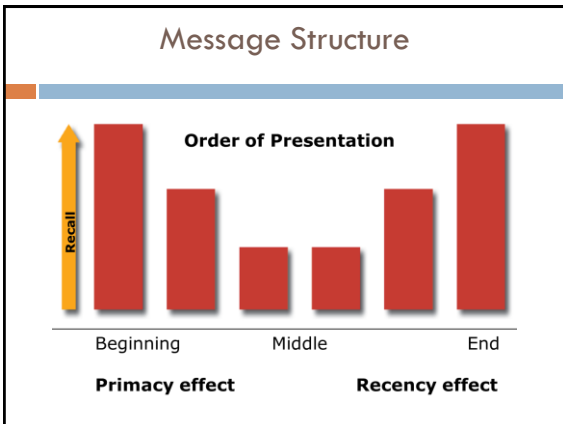 Message Structure
Order of Presentation
Recall
Beginning Middle End
Primacy effect Recency effect